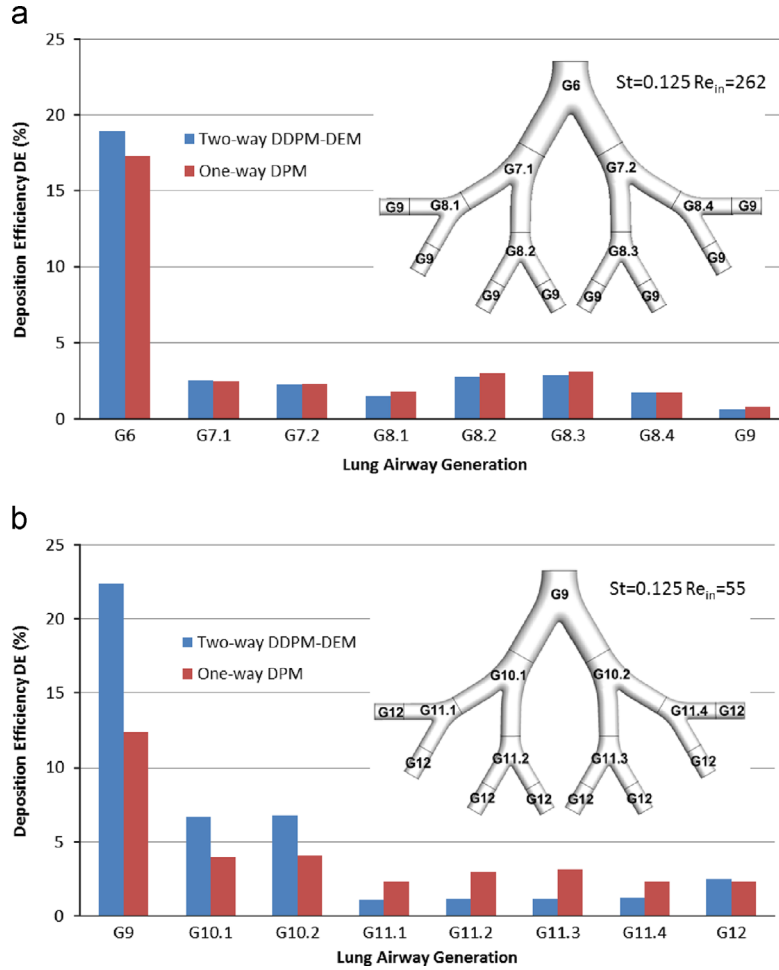 a
Deposition Efficiency DE (%)
25
20
15
10
5
0
Two-way DDPM-DEM
One-way DPM
St=0.125 Re_in=262
G6
G7.1
G7.2
G9
G8.1
G8.4
G9
G9
G8.2
G8.3
G9
G9
G9
G9
G9
G6
G7.1
G7.2
G8.1
G8.2
G8.3
G8.4
G9
Lung Airway Generation
b
Deposition Efficiency DE (%)
25
20
15
10
5
0
Two-way DDPM-DEM
One-way DPM
St=0.125 Re_in=55
G9
G10.1
G10.2
G12
G11.1
G11.4
G12
G12
G11.2
G11.3
G12
G12
G12
G12
G12
G9
G10.1
G10.2
G11.1
G11.2
G11.3
G11.4
G12
Lung Airway Generation